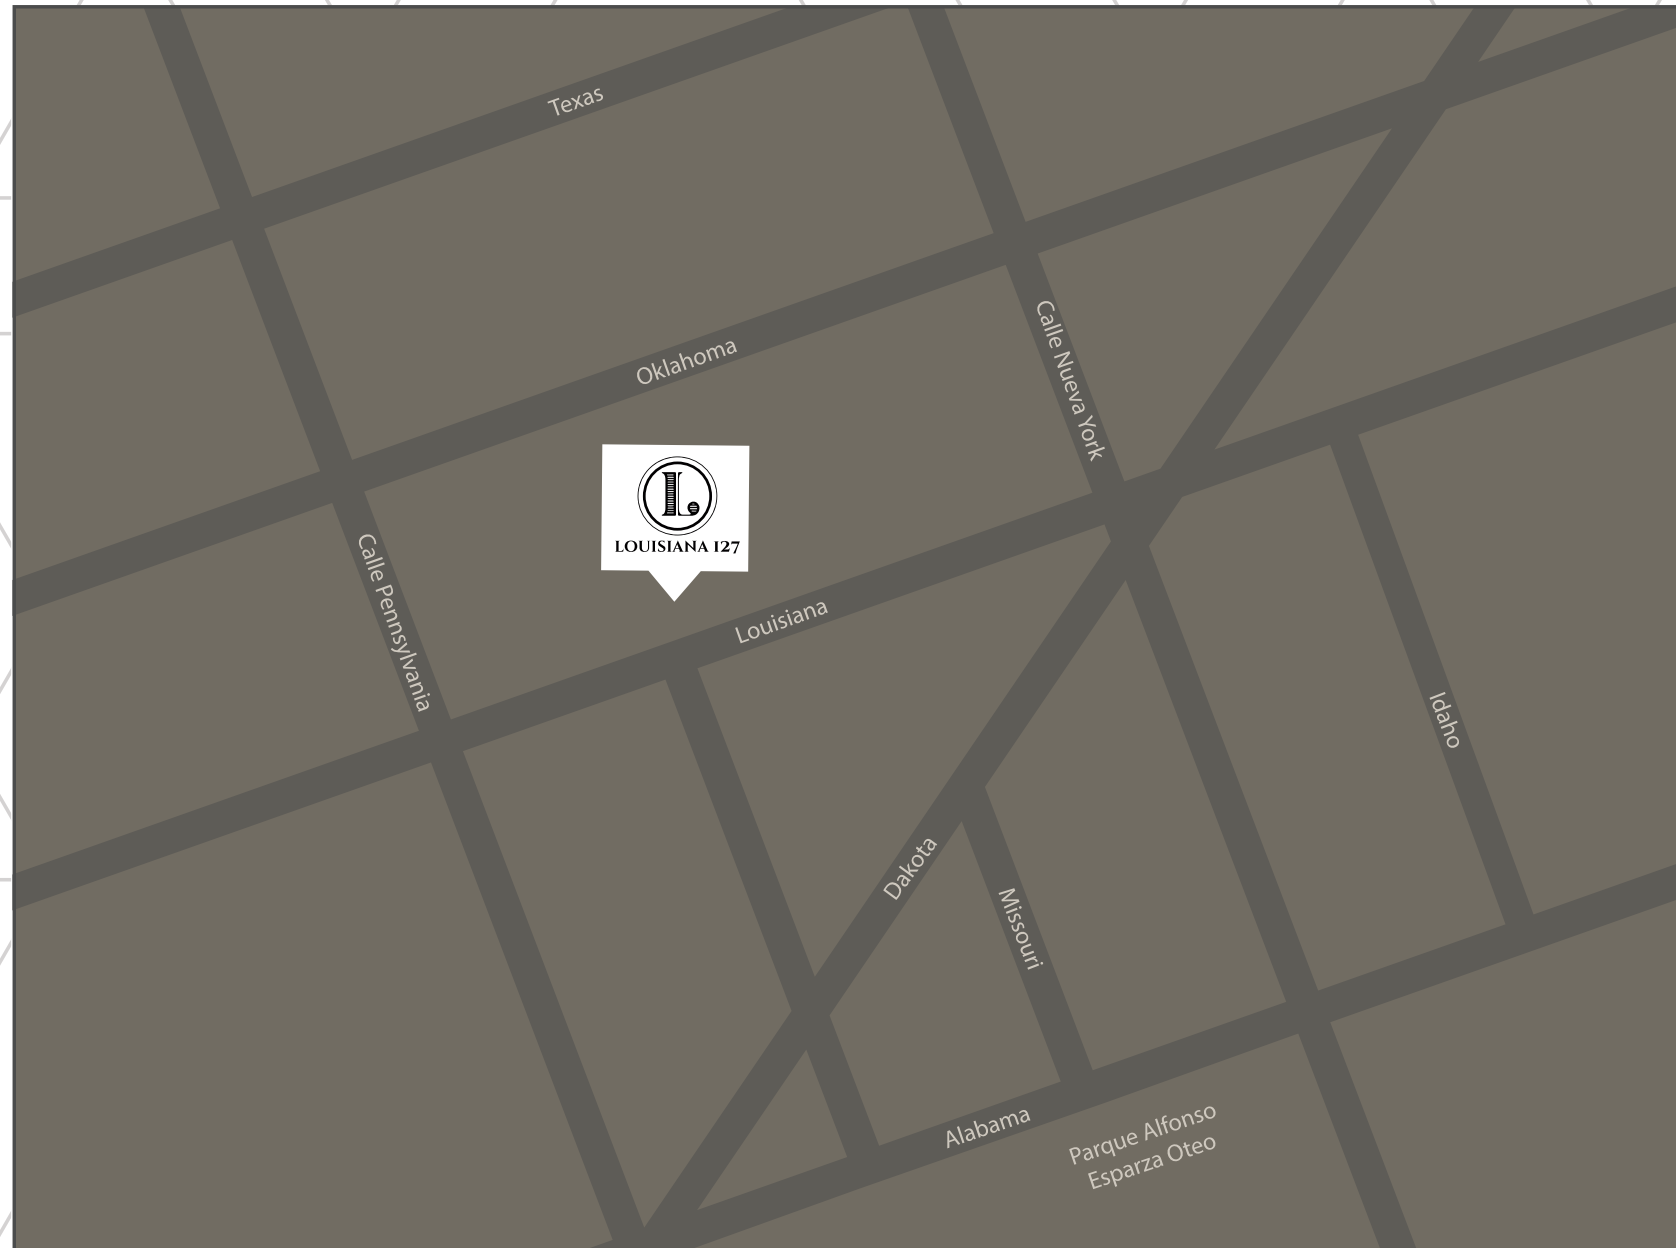 Texas
Oklahoma
Calle Nueva York
L.
LOUISIANA 127
Calle Pennsylvania
Louisiana
Idaho
Dakota
Missouri
Alabama
Parque Alfonso
Esparza Oteo